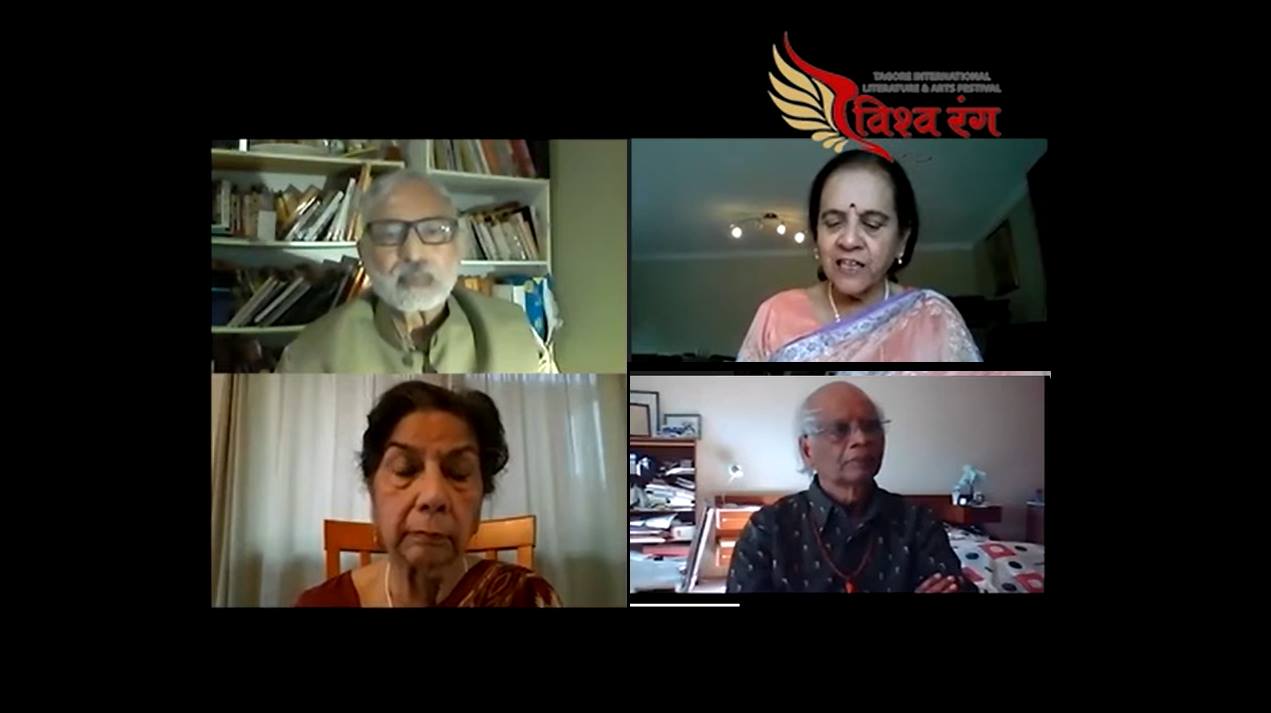 TAGORE INTERNATIONAL
LITERATURE & ARTS FESTIVAL
विश्व रंग